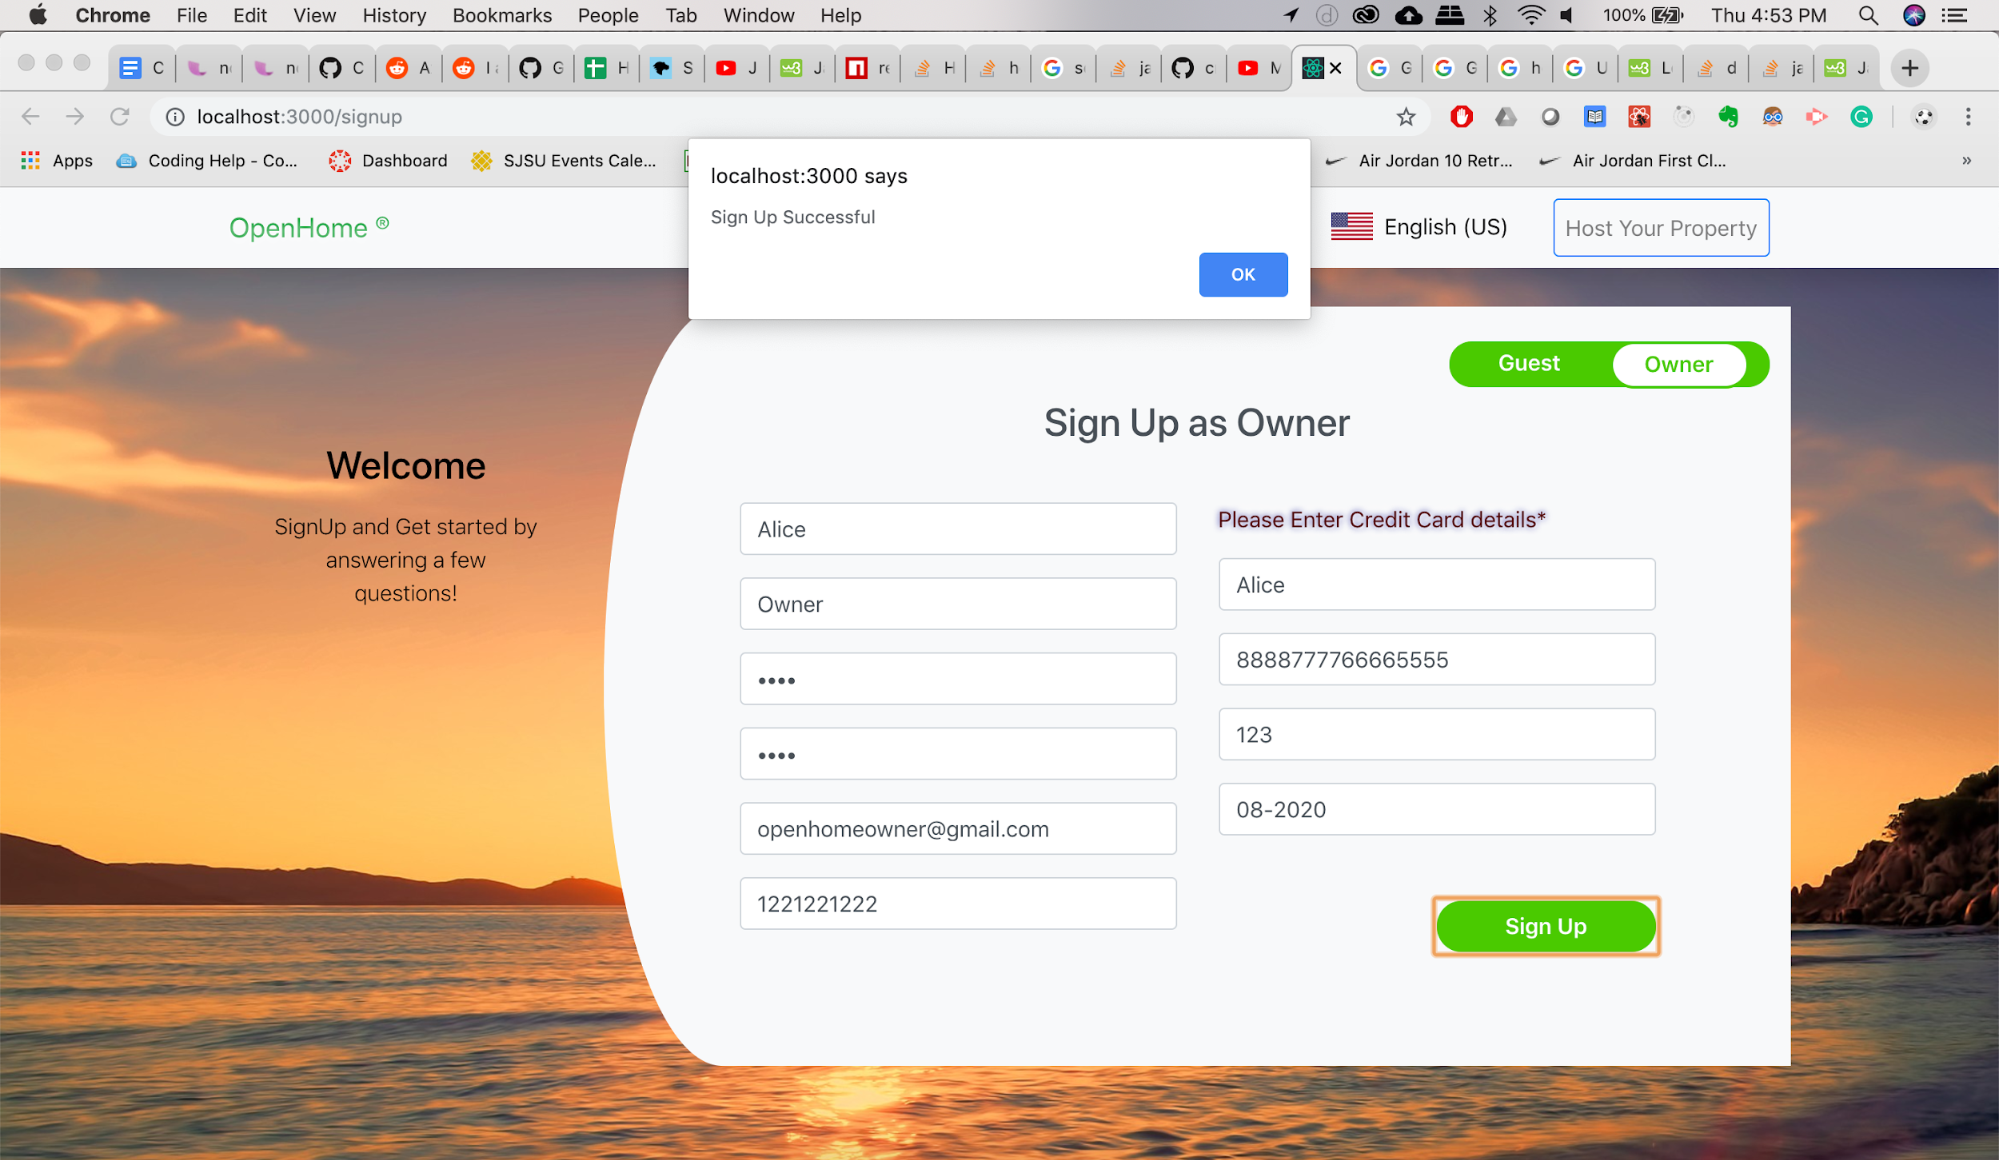 Chrome File Edit View History Bookmarks People Tab Window Help 100% Thu 4:53 PM
C n n C A I G H S J J re H h s ja c M G G h U L d ja J
localhost:3000/signup
Apps Coding Help - Co... Dashboard SJSU Events Cale... Air Jordan 10 Retr... Air Jordan First Cl... »
localhost:3000 says
Sign Up Successful
OK
OpenHome ®
English (US)
Host Your Property
Guest Owner
Sign Up as Owner
Welcome
SignUp and Get started by
answering a few
questions!
Alice
Owner
••••
••••
openhomeowner@gmail.com
1221221222
Please Enter Credit Card details*
Alice
8888777766665555
123
08-2020
Sign Up